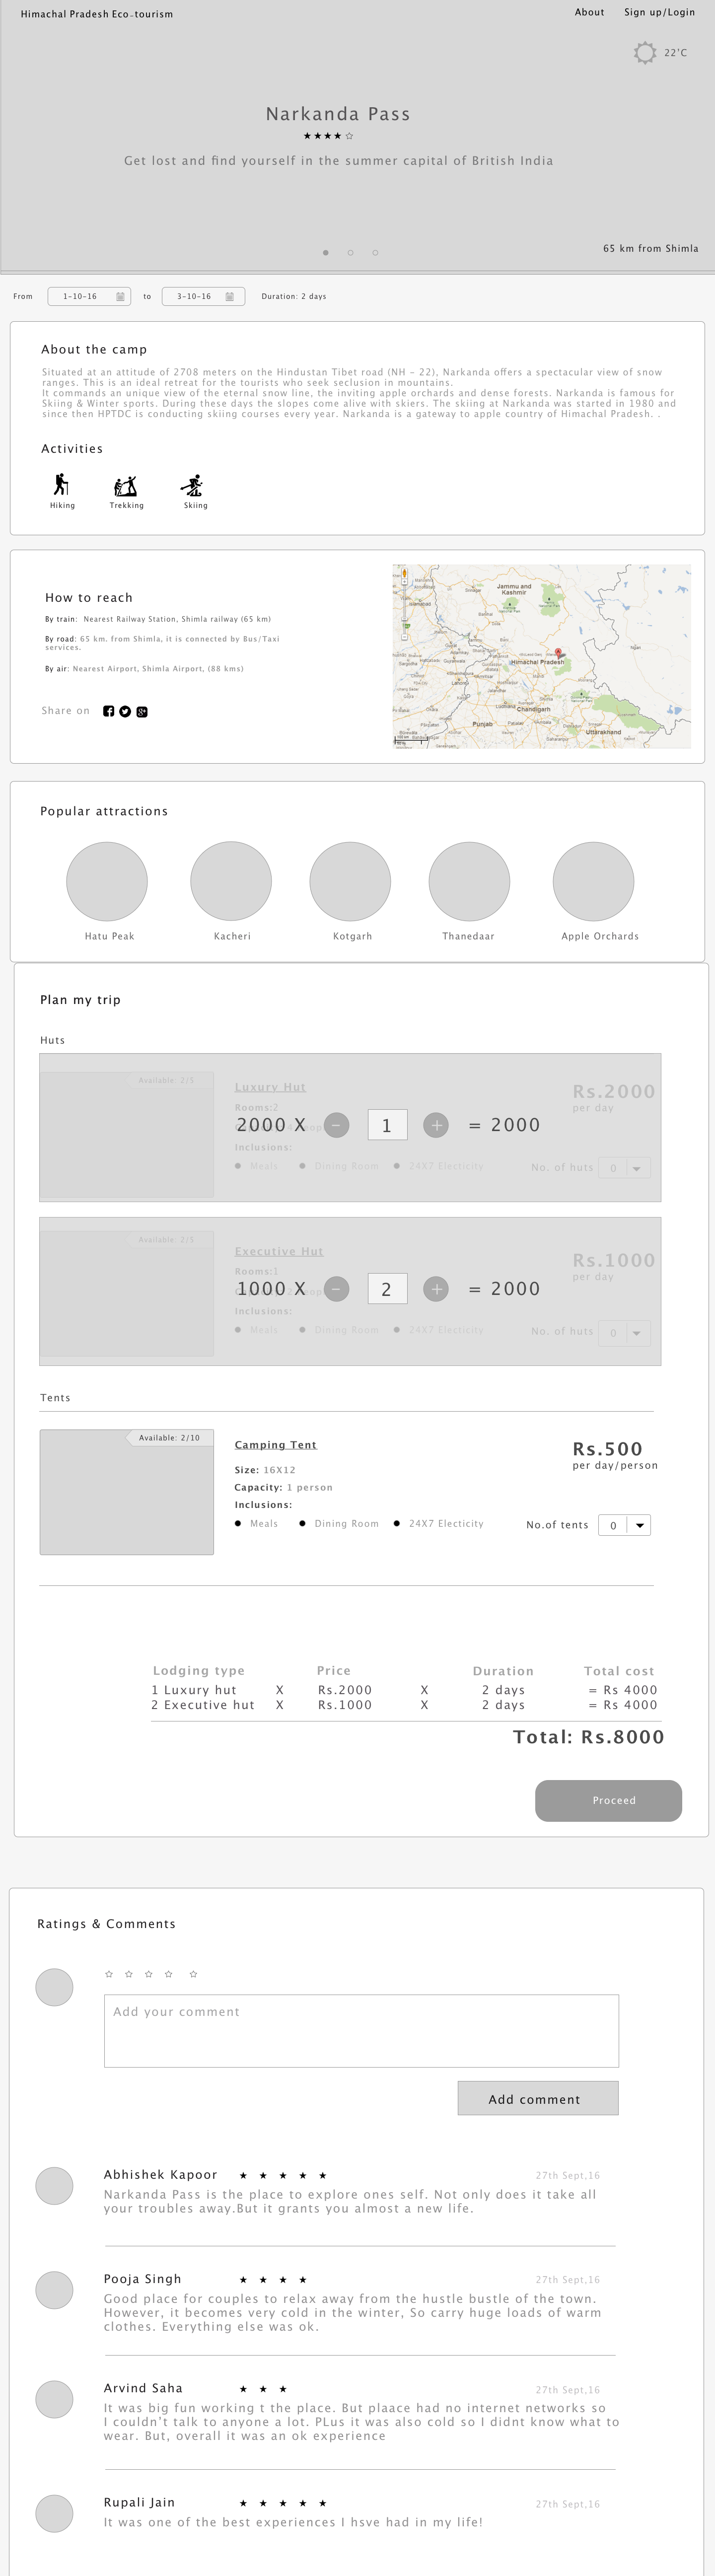 Himachal Pradesh Eco-tourism
About Sign up/Login
22°C
Narkanda Pass
Get lost and find yourself in the summer capital of British India
65 km from Shimla
From 1-10-16 to 3-10-16 Duration: 2 days
About the camp
Situated at an attitude of 2708 meters on the Hindustan Tibet road (NH - 22), Narkanda offers a spectacular view of snow
ranges. This is an ideal retreat for the tourists who seek seclusion in mountains.
It commands an unique view of the eternal snow line, the inviting apple orchards and dense forests. Narkanda is famous for
Skiing & Winter sports. During these days the slopes come alive with skiers. The skiing at Narkanda was started in 1980 and
since then HPTDC is conducting skiing courses every year. Narkanda is a gateway to apple country of Himachal Pradesh. .
Activities
Hiking Trekking Skiing
How to reach
By train: Nearest Railway Station, Shimla railway (65 km)
By road: 65 km. from Shimla, it is connected by Bus/Taxi
services.
By air: Nearest Airport, Shimla Airport, (88 kms)
Share on
Jammu and
Kashmir
Himachal Pradesh
Chandigarh
Punjab
Uttarakhand
Popular attractions
Hatu Peak Kacheri Kotgarh Thanedaar Apple Orchards
Plan my trip
Huts
Available: 2/5
Luxury Hut
Rs.2000
per day
Rooms:2
2000 X - 1 + = 2000
Inclusions:
Meals Dining Room 24X7 Electicity
No. of huts 0
Available: 2/5
Executive Hut
Rs.1000
per day
Rooms:1
1000 X - 2 + = 2000
Inclusions:
Meals Dining Room 24X7 Electicity
No. of huts 0
Tents
Available: 2/10
Camping Tent
Rs.500
per day/person
Size: 16X12
Capacity: 1 person
Inclusions:
Meals Dining Room 24X7 Electicity
No.of tents 0
Lodging type Price Duration Total cost
1 Luxury hut X Rs.2000 X 2 days = Rs 4000
2 Executive hut X Rs.1000 X 2 days = Rs 4000
Total: Rs.8000
Proceed
Ratings & Comments
Add your comment
Add comment
Abhishek Kapoor 27th Sept,16
Narkanda Pass is the place to explore ones self. Not only does it take all
your troubles away.But it grants you almost a new life.
Pooja Singh 27th Sept,16
Good place for couples to relax away from the hustle bustle of the town.
However, it becomes very cold in the winter, So carry huge loads of warm
clothes. Everything else was ok.
Arvind Saha 27th Sept,16
It was big fun working t the place. But plaace had no internet networks so
I couldn't talk to anyone a lot. PLus it was also cold so I didnt know what to
wear. But, overall it was an ok experience
Rupali Jain 27th Sept,16
It was one of the best experiences I hsve had in my life!